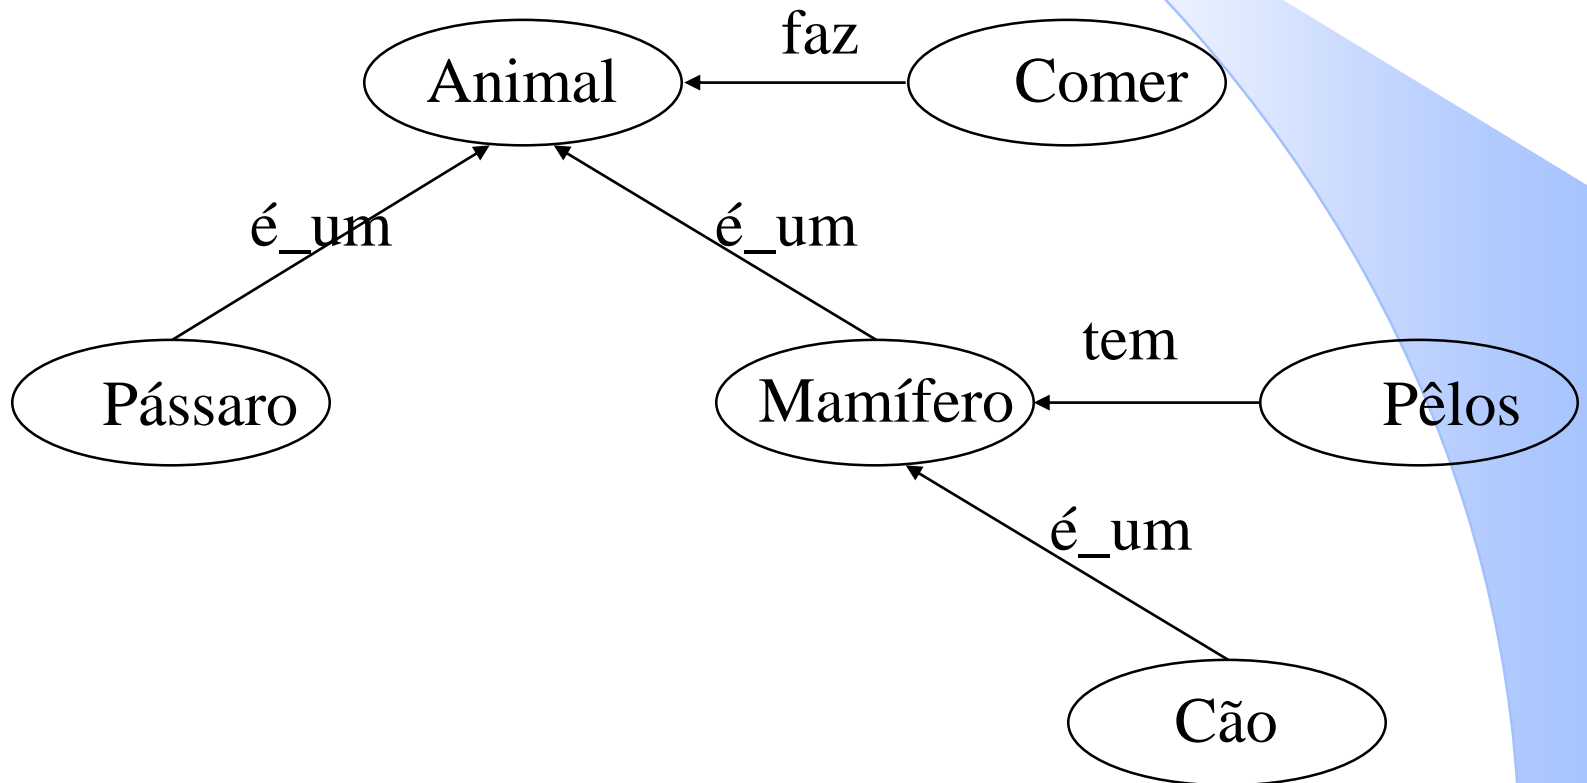 faz
Animal
Comer
é_um
é_um
tem
Pássaro
Mamífero
Pêlos
é_um
Cão